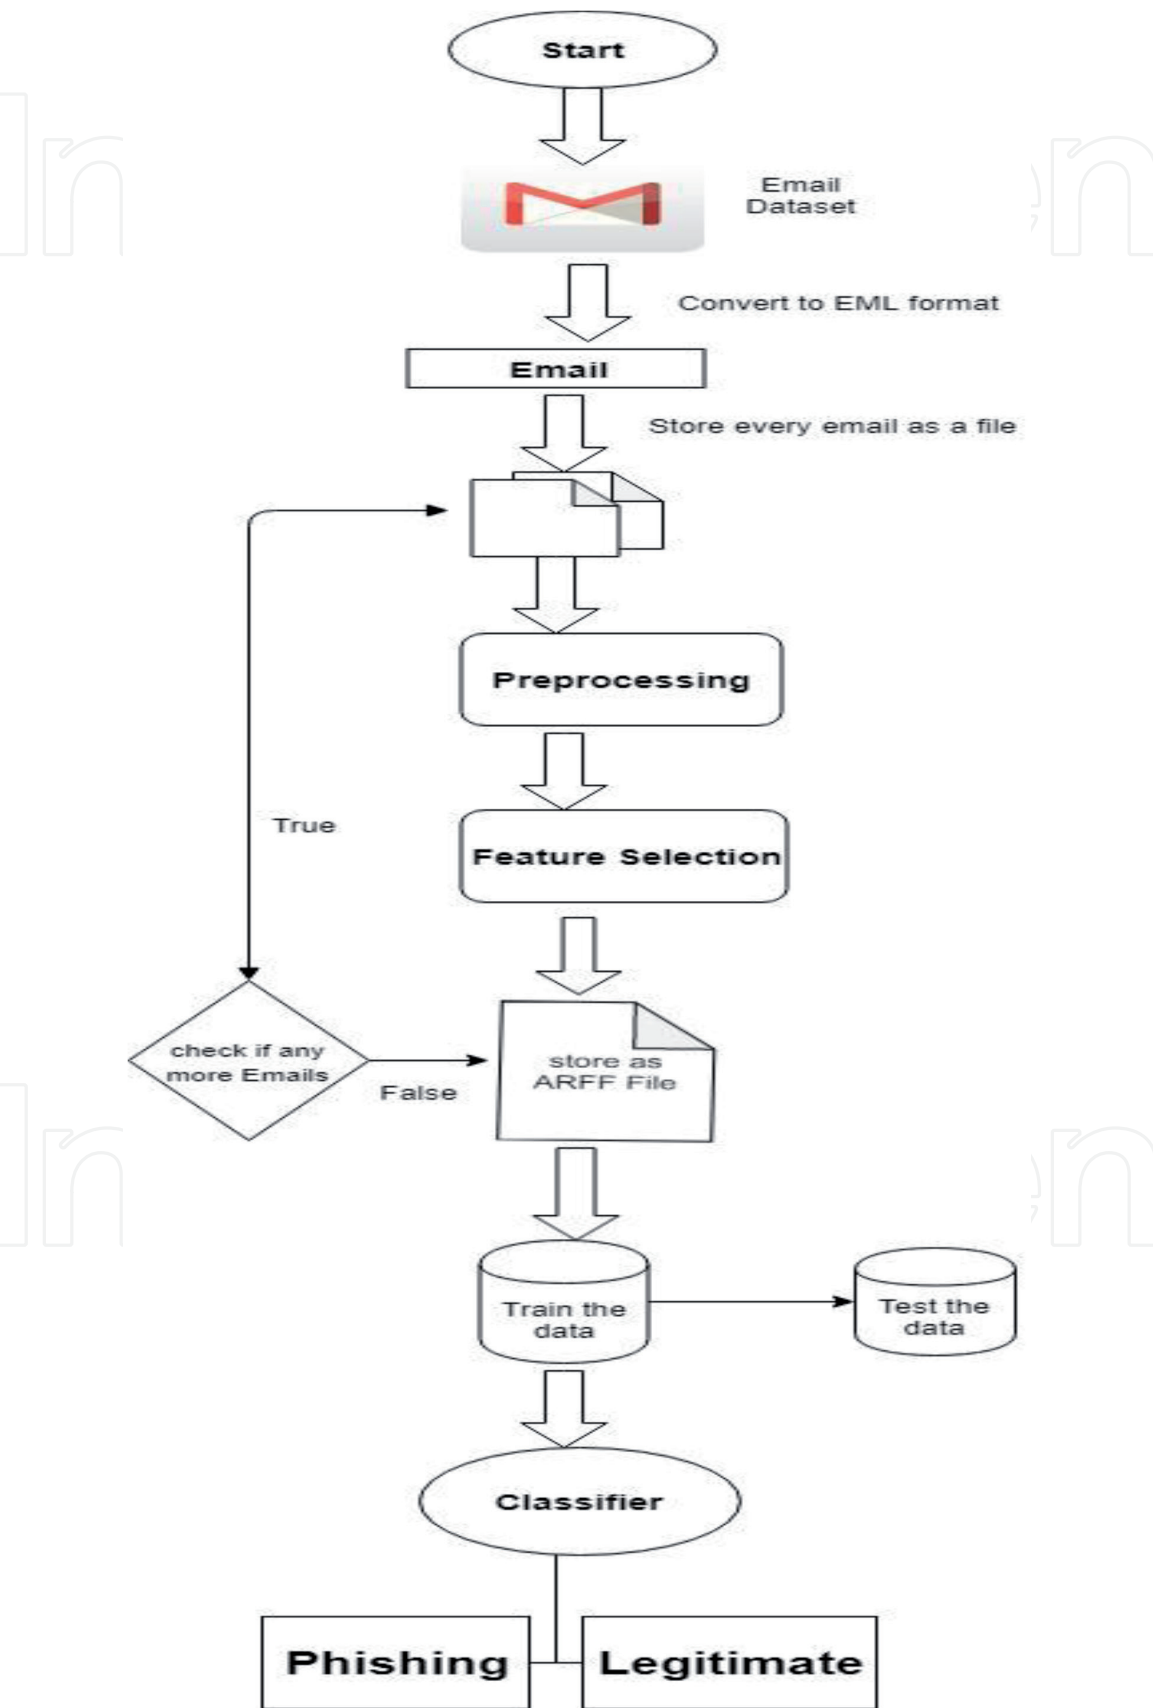 Start
Email
Dataset
Convert to EML format
Email
Store every email as a file
Preprocessing
True
Feature Selection
check if any
more Emails
False
store as
ARFF File
Train the
data
Test the
data
Classifier
Phishing
Legitimate